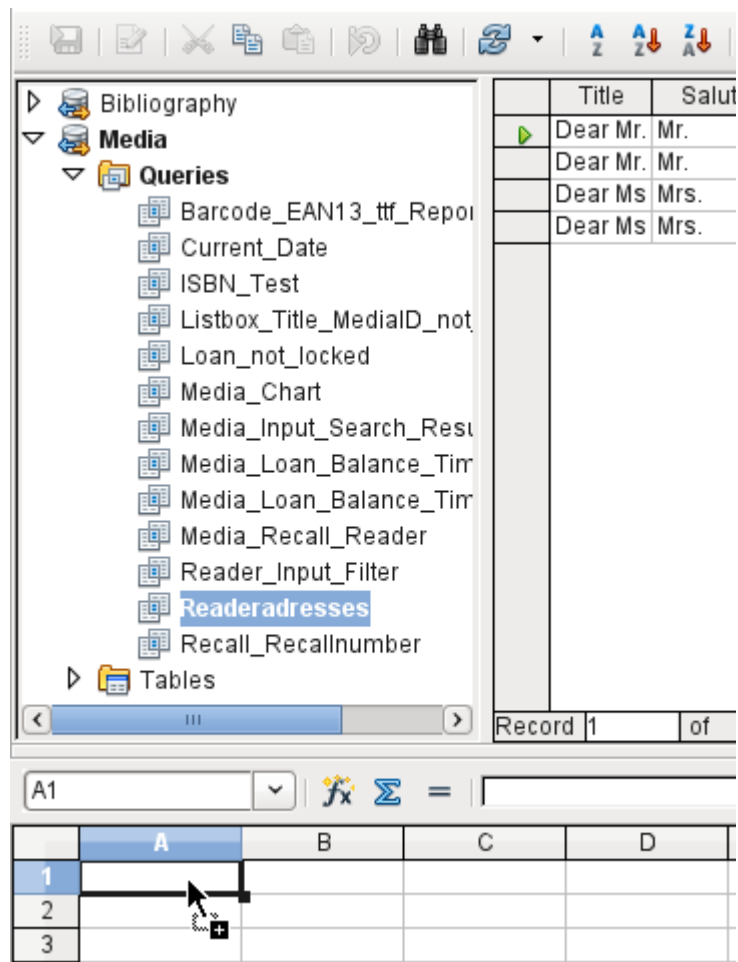 Bibliography
Media
Queries
Barcode_EAN13_ttf_Repor
Current_Date
ISBN_Test
Listbox_Title_MediaID_not_
Loan_not_locked
Media_Chart
Media_Input_Search_Resu
Media_Loan_Balance_Tim
Media_Loan_Balance_Tim
Media_Recall_Reader
Reader_Input_Filter
Readeradresses
Recall_Recallnumber
Tables
Title Salut
Dear Mr. Mr.
Dear Mr. Mr.
Dear Ms Mrs.
Dear Ms Mrs.
Record 1 of
A1
A B C D
1
2
3